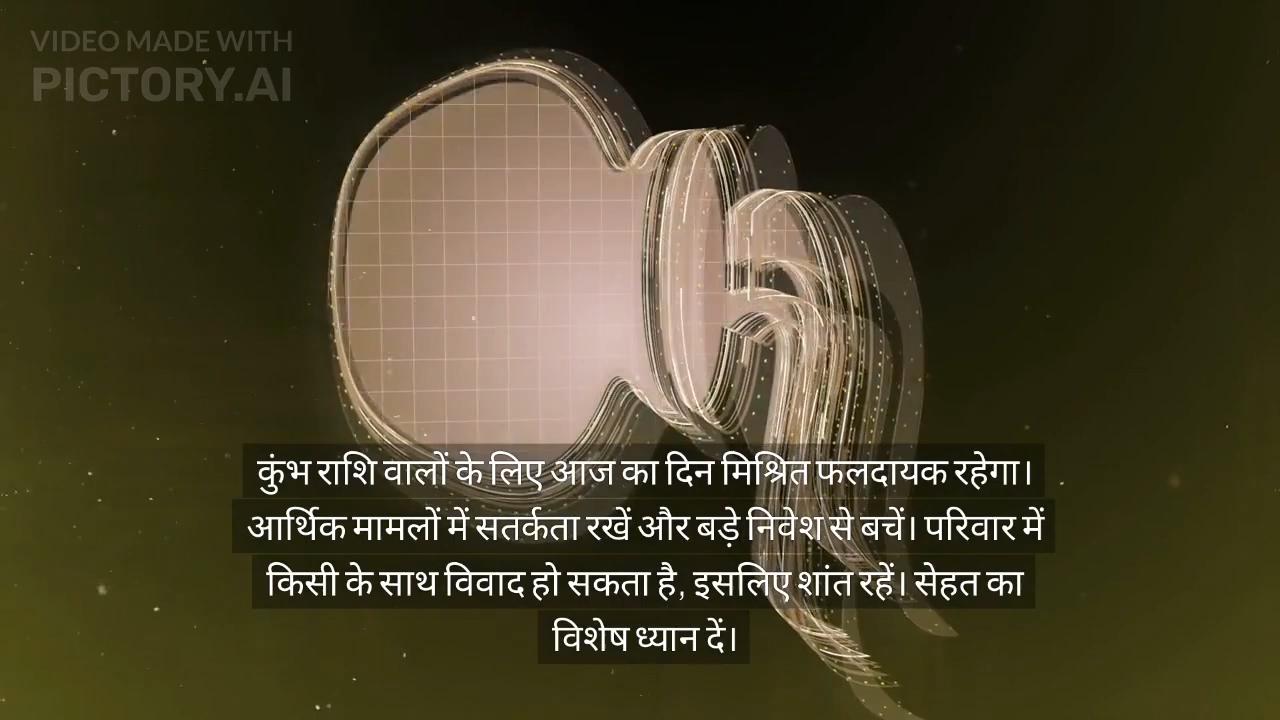 VIDEO MADE WITH
PICTORY.AI
कुंभ राशि वालों के लिए आज का दिन मिश्रित फलदायक रहेगा।
आर्थिक मामलों में सतर्कता रखें और बड़े निवेश से बचें। परिवार में
किसी के साथ विवाद हो सकता है, इसलिए शांत रहें। सेहत का
विशेष ध्यान दें।